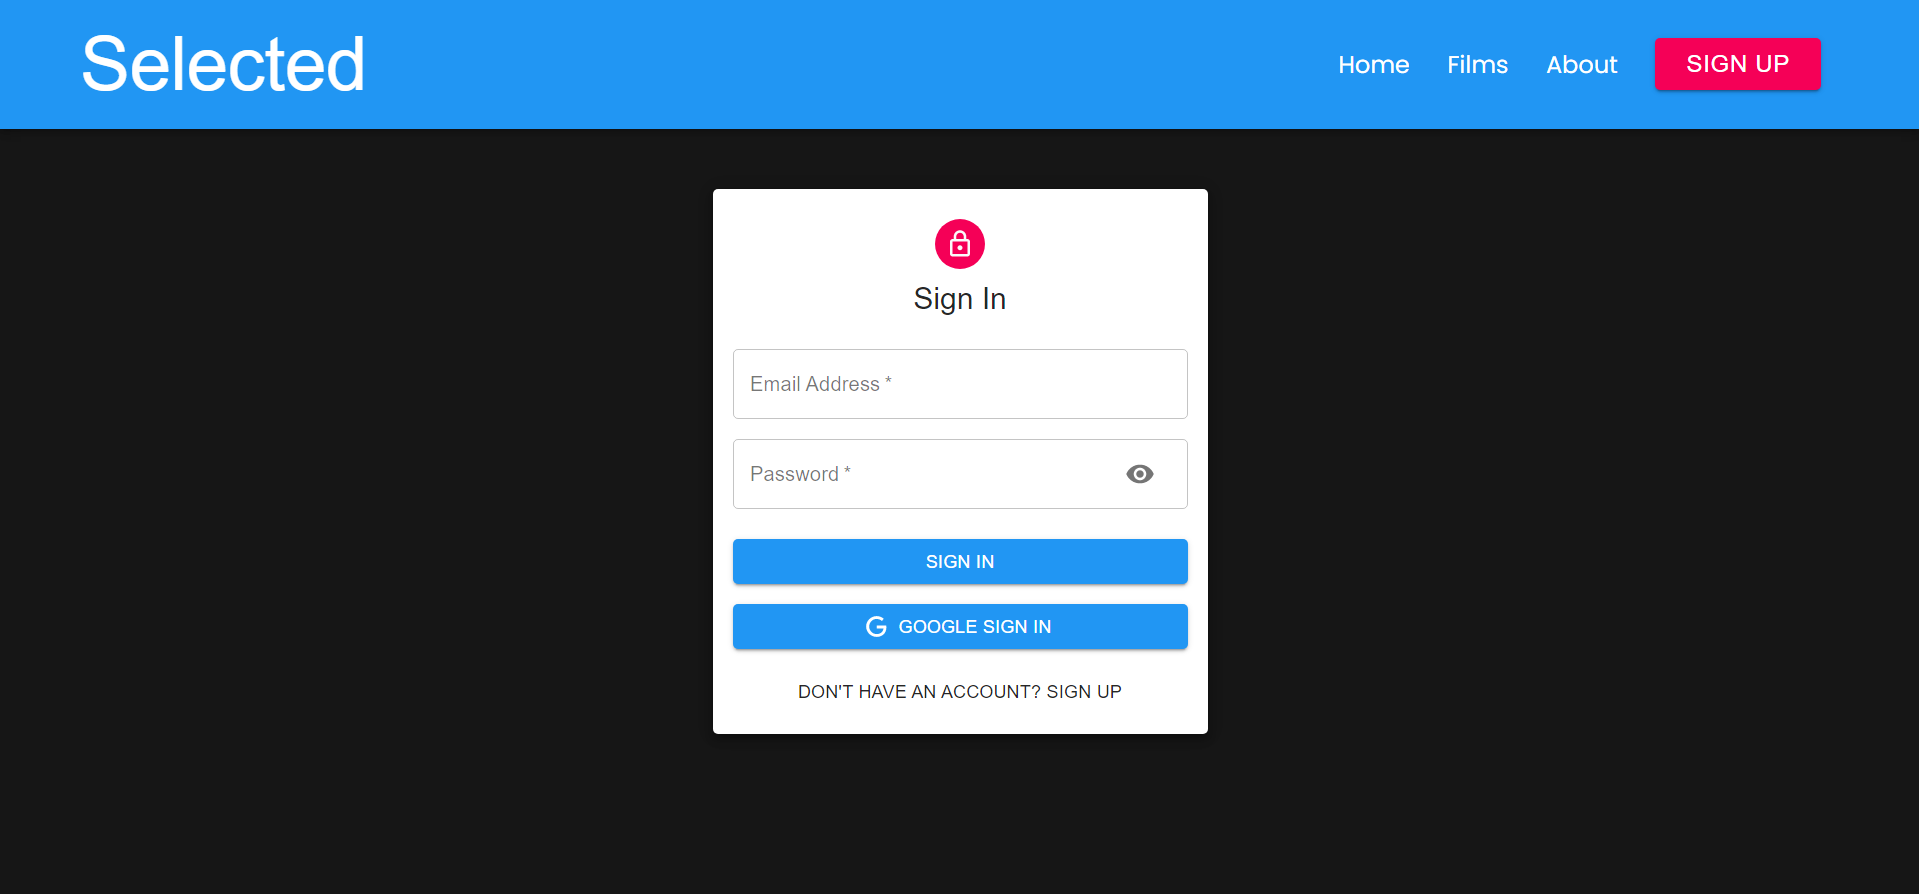 Selected
Home Films About SIGN UP
Sign In
Email Address *
Password *
SIGN IN
GOOGLE SIGN IN
DON'T HAVE AN ACCOUNT? SIGN UP